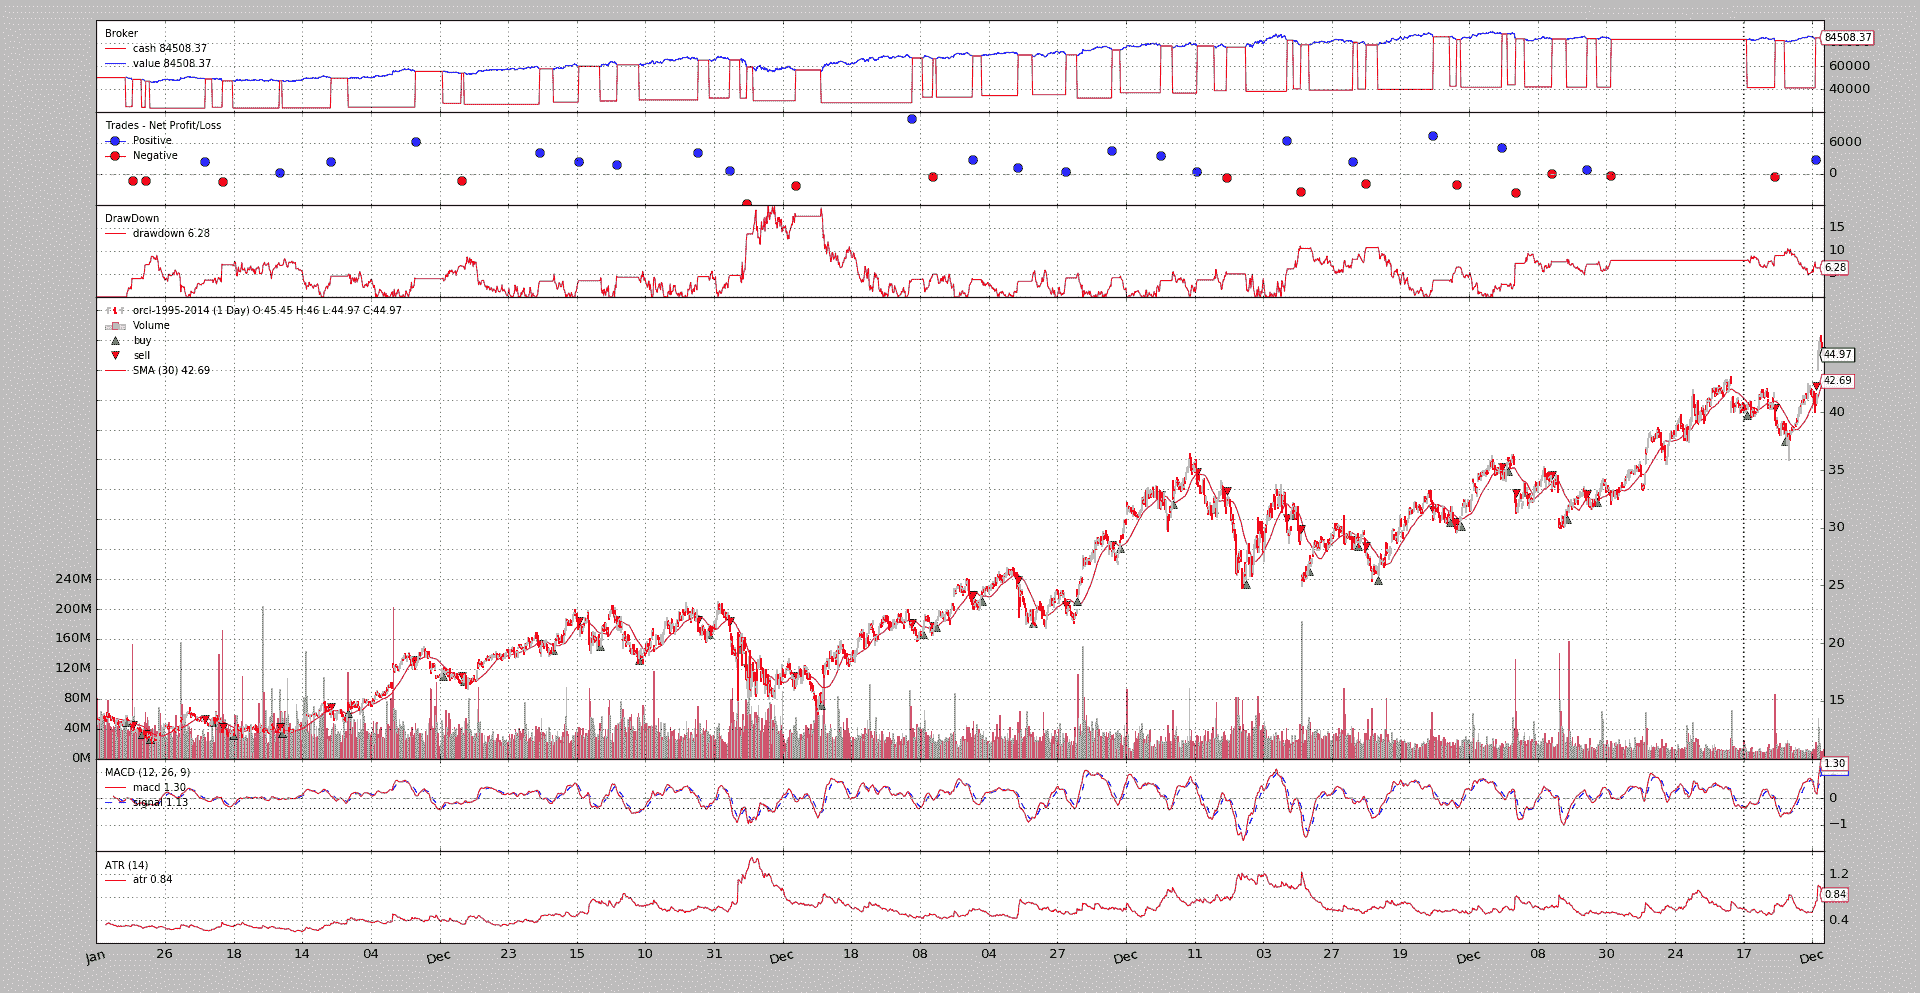 Broker
cash 84508.37
value 84508.37
84508.37
60000
40000
Trades - Net Profit/Loss
Positive
Negative
6000
0
DrawDown
drawdown 6.28
15
10
6.28
orcl-1995-2014 (1 Day) O:45.45 H:46 L:44.97 C:44.97
Volume
buy
sell
SMA (30) 42.69
44.97
42.69
40
35
30
25
20
15
240M
200M
160M
120M
80M
40M
0M
MACD (12, 26, 9)
macd 1.30
signal 1.13
1.30
0
−1
ATR (14)
atr 0.84
1.2
0.84
0.4
Jan 26 18 14 04 Dec 23 15 10 31 Dec 18 08 04 27 Dec 11 03 27 19 Dec 08 30 24 17 Dec